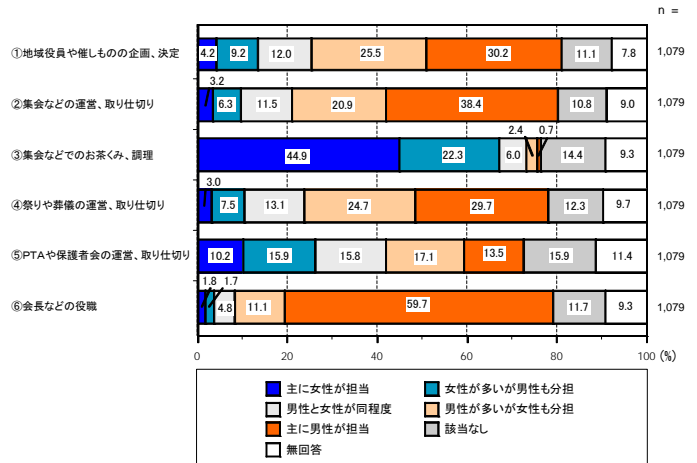 n =
①地域役員や催しものの企画、決定 4.2 9.2 12.0 25.5 30.2 11.1 7.8 1,079
3.2
②集会などの運営、取り仕切り 6.3 11.5 20.9 38.4 10.8 9.0 1,079
2.4 0.7
③集会などでのお茶くみ、調理 44.9 22.3 6.0 14.4 9.3 1,079
3.0
④祭りや葬儀の運営、取り仕切り 7.5 13.1 24.7 29.7 12.3 9.7 1,079
⑤PTAや保護者会の運営、取り仕切り 10.2 15.9 15.8 17.1 13.5 15.9 11.4 1,079
1.8 1.7
⑥会長などの役職 4.8 11.1 59.7 11.7 9.3 1,079
0 20 40 60 80 100 (%)
主に女性が担当 女性が多いが男性も分担
男性と女性が同程度 男性が多いが女性も分担
主に男性が担当 該当なし
無回答